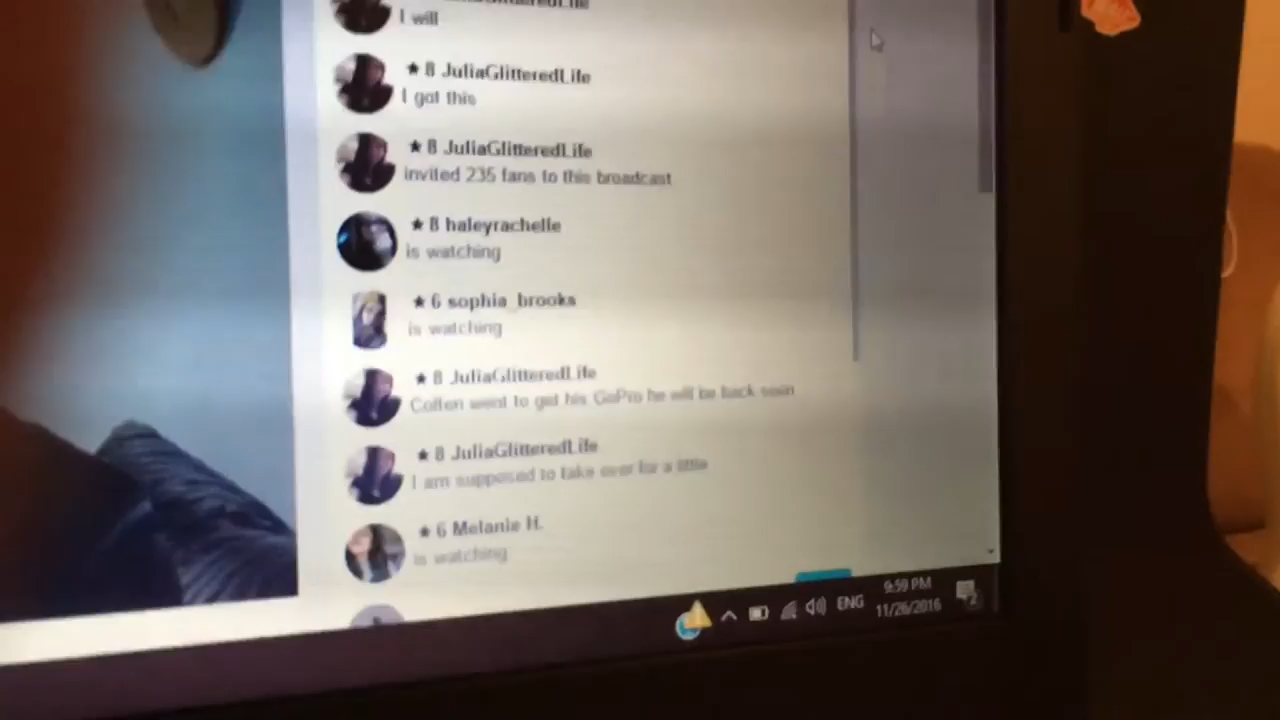 I will
★ 8 JuliaGlitteredLife
I got this
★ 8 JuliaGlitteredLife
invited 235 fans to this broadcast
★ 8 haleyrachelle
is watching
★ 6 sophia_brooks
is watching
★ 8 JuliaGlitteredLife
Colten went to get his GoPro he will be back soon
★ 8 JuliaGlitteredLife
I am supposed to take over for a little
★ 6 Melanie H.
is watching
9:59 PM
ENG
11/26/2016